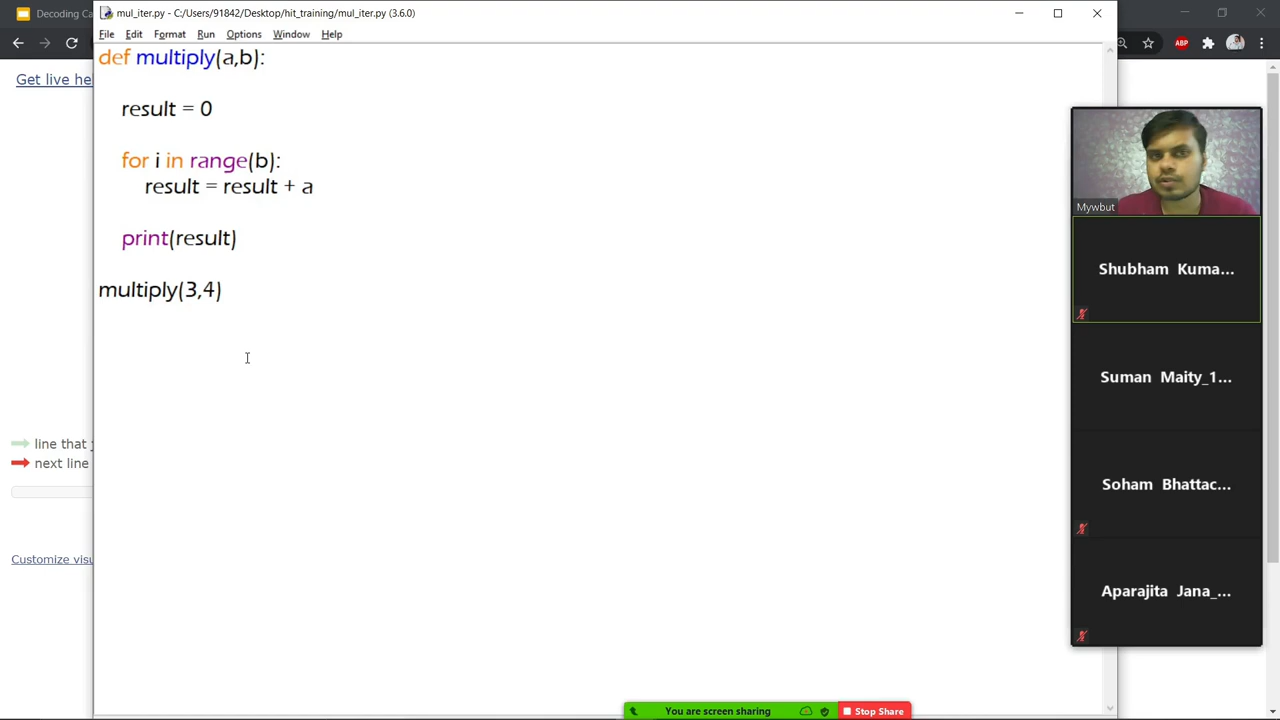 Decoding Ca
mul_iter.py - C:/Users/91842/Desktop/hit_training/mul_iter.py (3.6.0)
File Edit Format Run Options Window Help
ABP
Get live hel
def multiply(a,b):
result = 0
for i in range(b):
result = result + a
print(result)
multiply(3,4)
Mywbut
Shubham Kuma...
Suman Maity_1...
Soham Bhattac...
Aparajita Jana_...
line that
next line
Customize visu
You are screen sharing
Stop Share